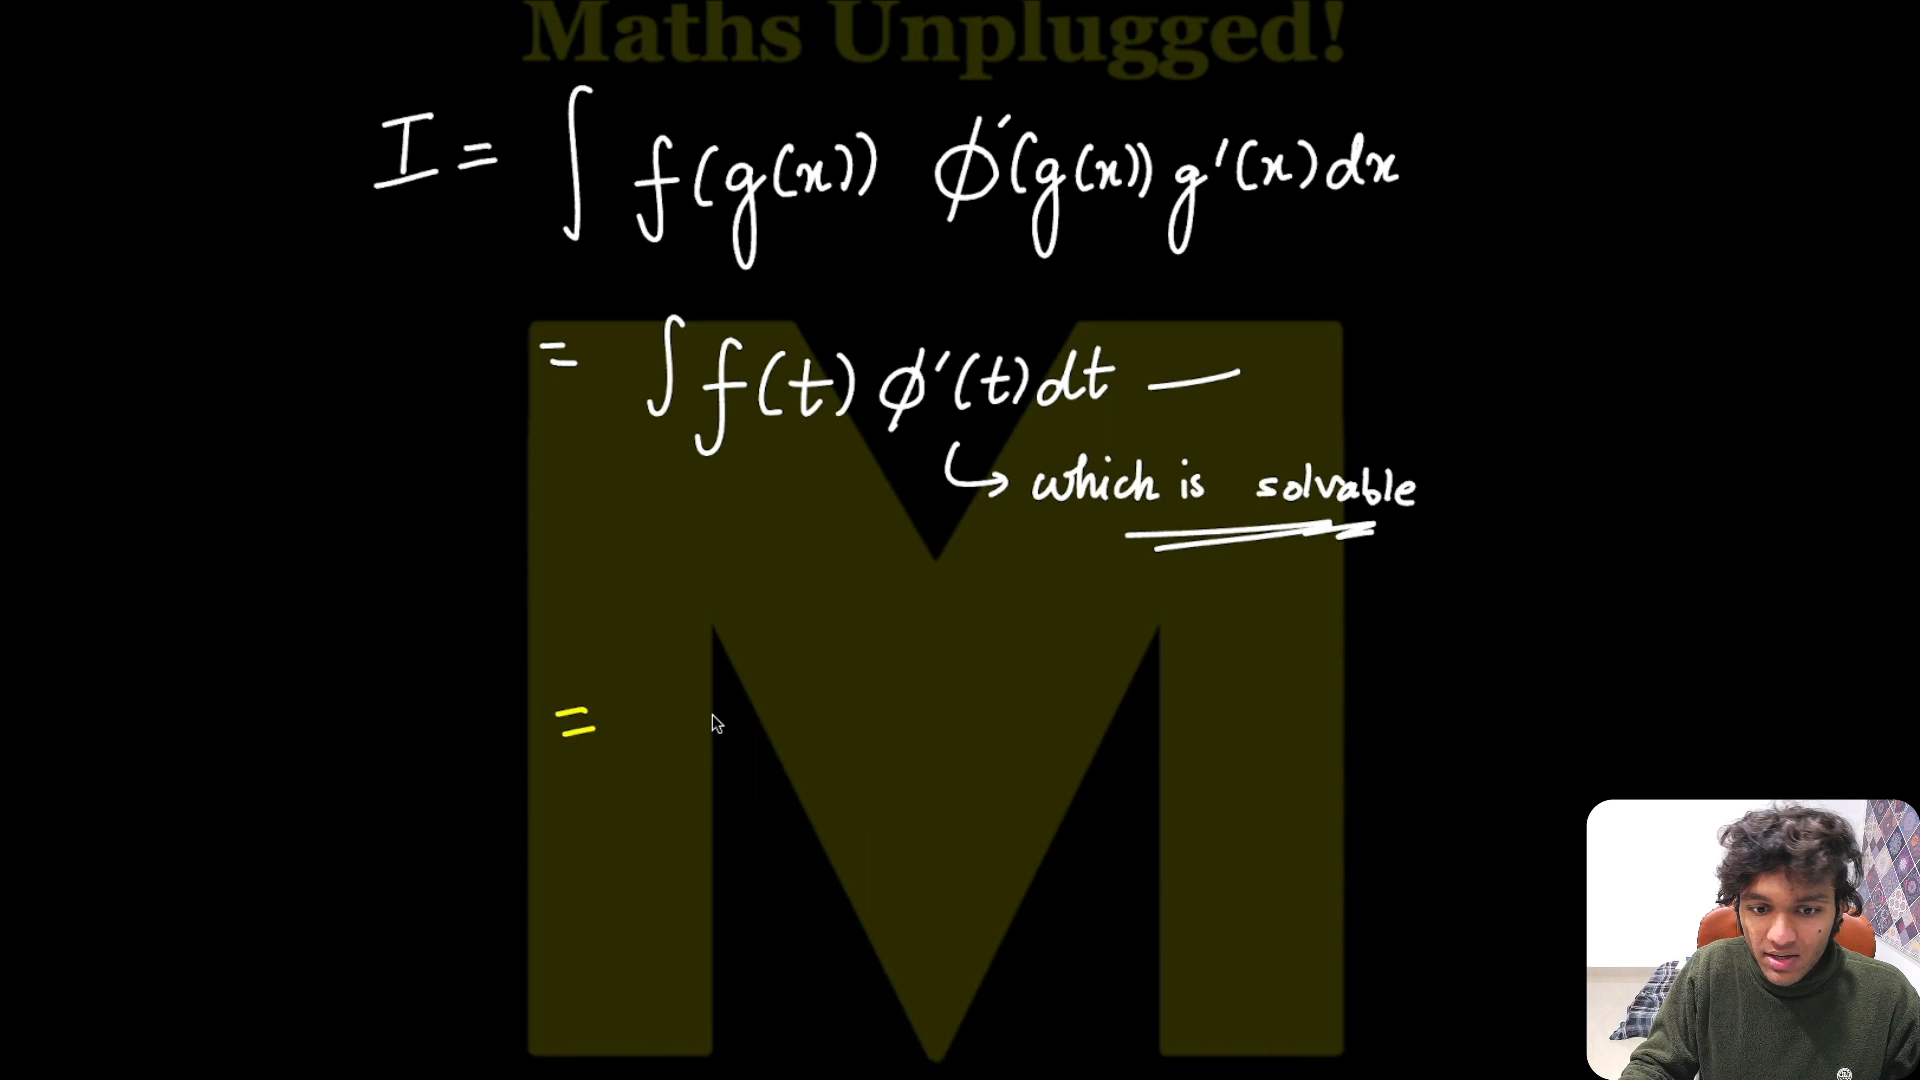 Maths Unplugged!
I = ∫ f(g(x)) ϕ'(g(x)) g'(x) dx
= ∫ f(t) ϕ'(t) dt —
↳ which is solvable
=